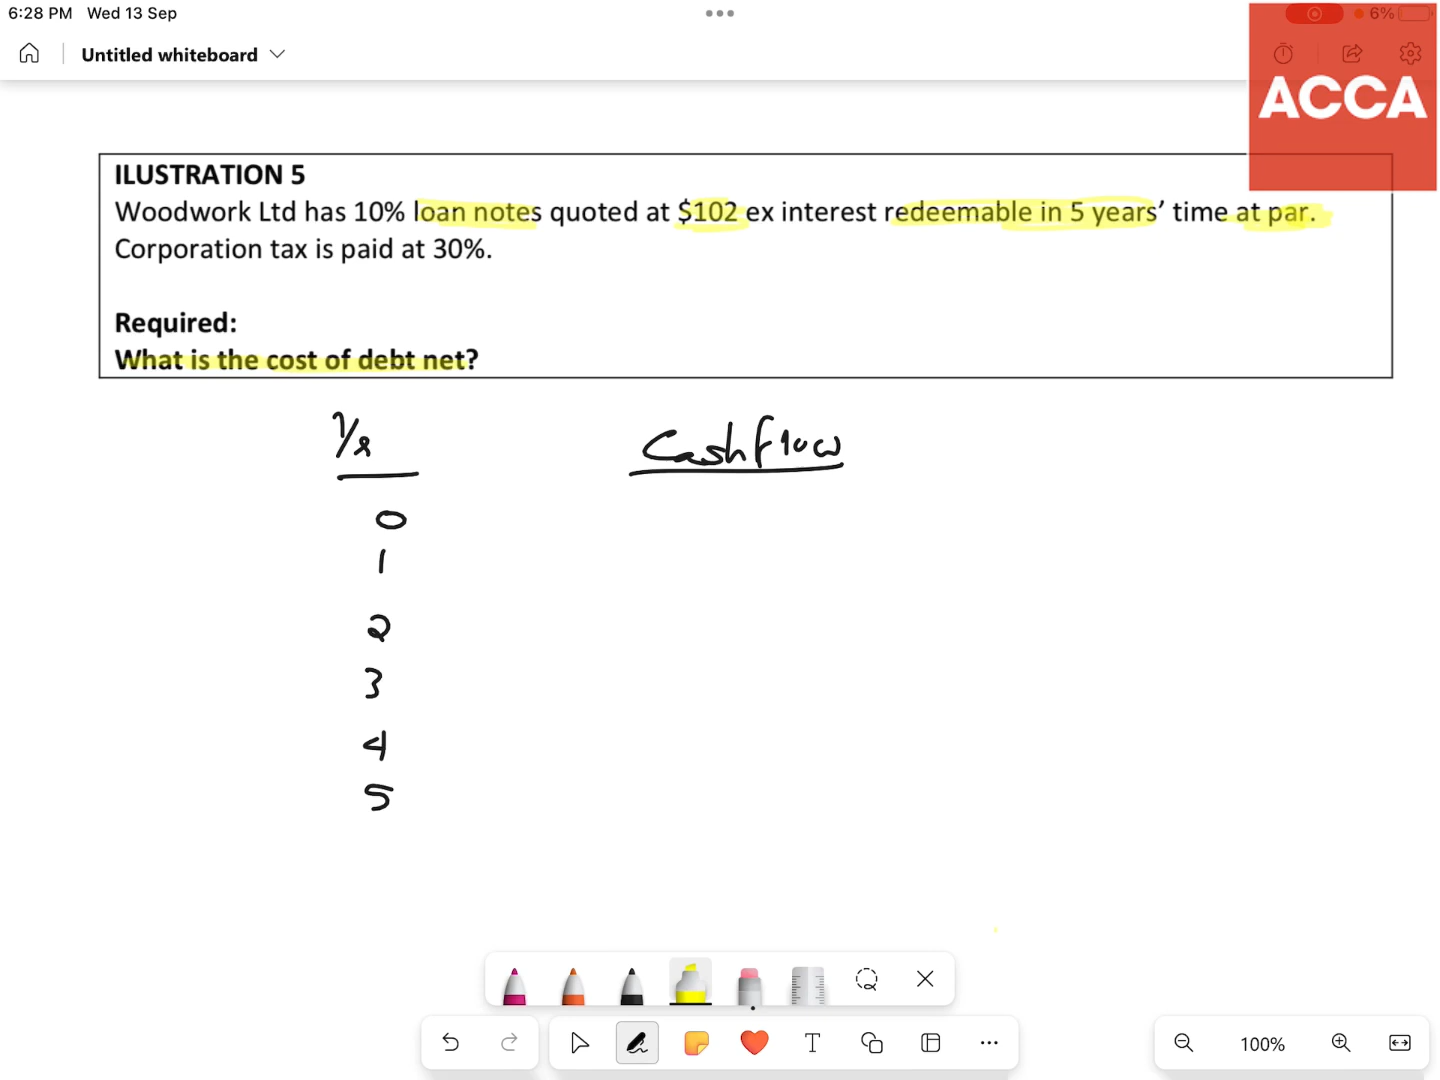 6:28 PM Wed 13 Sep
6%
Untitled whiteboard
ACCA
ILUSTRATION 5
Woodwork Ltd has 10% loan notes quoted at $102 ex interest redeemable in 5 years’ time at par.
Corporation tax is paid at 30%.
Required:
What is the cost of debt net?
Yr Cashflow
0
1
2
3
4
5
T
100%